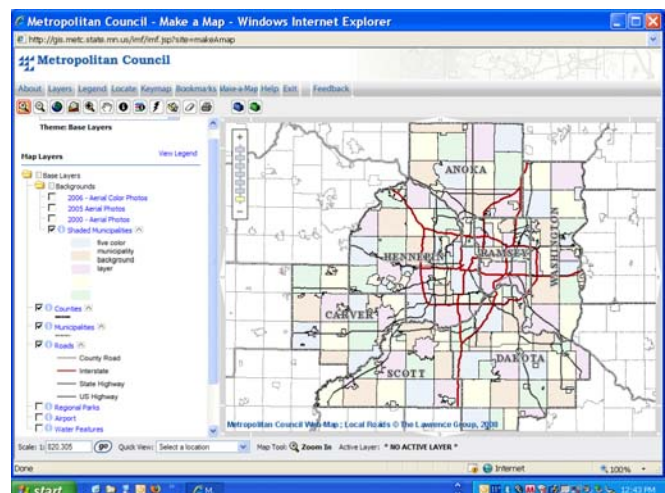 Metropolitan Council - Make a Map - Windows Internet Explorer
http://gis.metc.state.mn.us/imf/imf.jsp?site=makeAmap
Metropolitan Council
About Layers Legend Locate Keymap Bookmarks Make-a-Map Help Exit Feedback
Theme: Base Layers
Map Layers View Legend
Base Layers
Backgrounds
2006 - Aerial Color Photos
2005 Aerial Photos
2000 - Aerial Photos
Shaded Municipalities
five color
municipality
background
layer
Counties
Municipalities
Roads
County Road
Interstate
State Highway
US Highway
Regional Parks
Airport
Water Features
ANOKA
HENNEPIN
RAMSEY
WASHINGTON
CARVER
SCOTT
DAKOTA
Metropolitan Council Web Map; Local Roads © The Lawrence Group, 2008
Scale: 1: 820,305 go Quick View: Select a location Map Tool: Zoom In Active Layer: * NO ACTIVE LAYER *
Done Internet 100%
start 12:43 PM